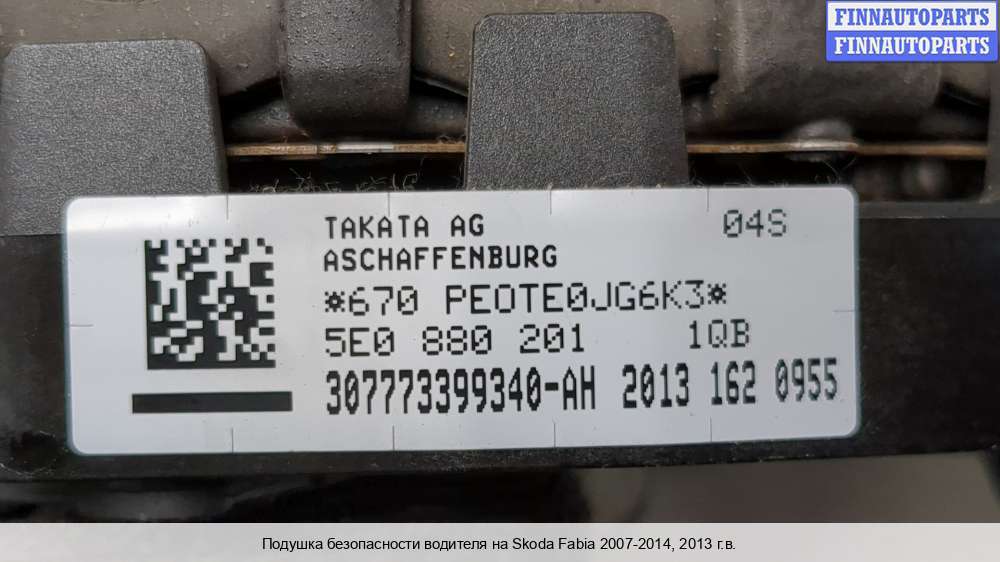 FINNAUTOPARTS
FINNAUTOPARTS
TAKATA AG 04S
ASCHAFFENBURG
*670 PEOTE0JG6K3*
5E0 880 201 1QB
307773399340-AH 2013 162 0955
Подушка безопасности водителя на Skoda Fabia 2007-2014, 2013 г.в.